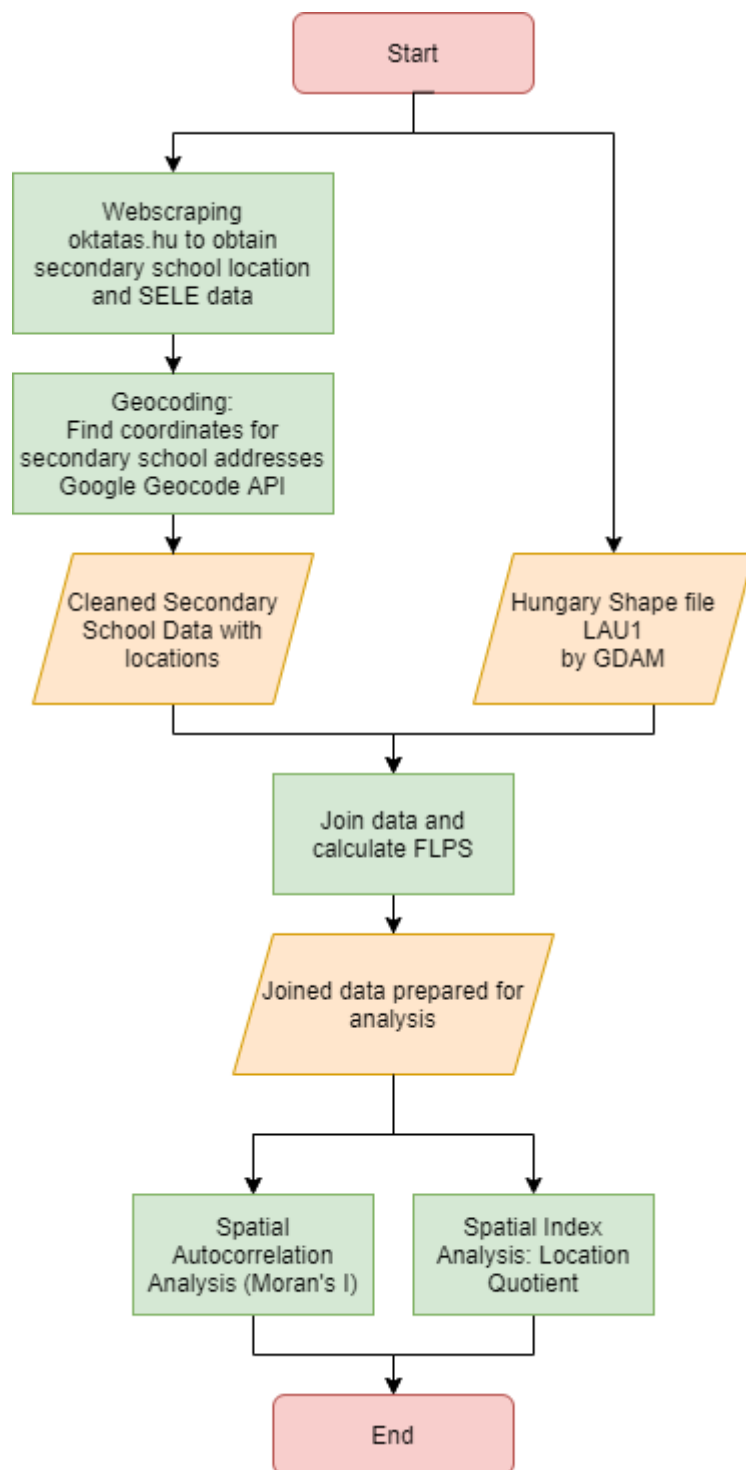 Start
Webscraping
oktatas.hu to obtain
secondary school location
and SELE data
Geocoding:
Find coordinates for
secondary school addresses
Google Geocode API
Cleaned Secondary
School Data with
locations
Hungary Shape file
LAU1
by GDAM
Join data and
calculate FLPS
Joined data prepared for
analysis
Spatial
Autocorrelation
Analysis (Moran's I)
Spatial Index
Analysis: Location
Quotient
End